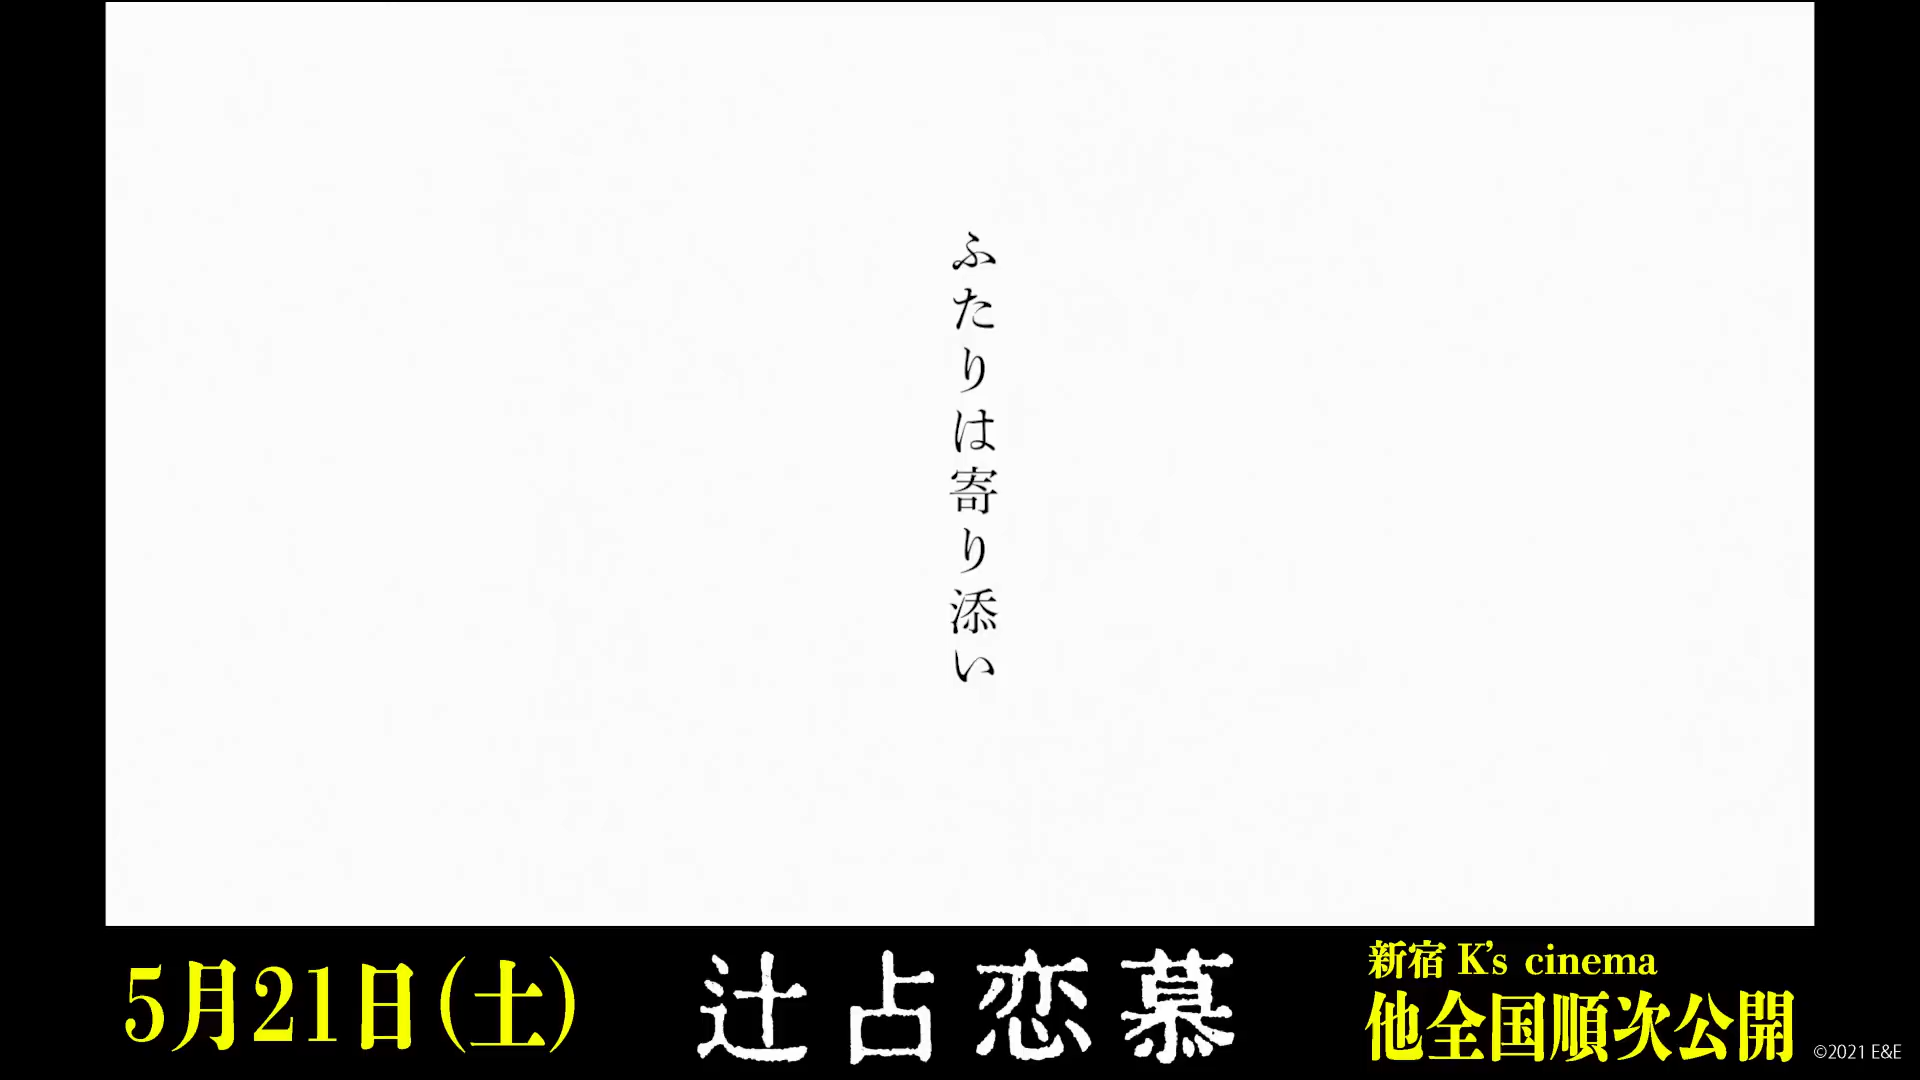 ふたりは寄り添い
5月21日(土)
辻占恋慕
新宿 K's cinema
他全国順次公開
©2021 E&E